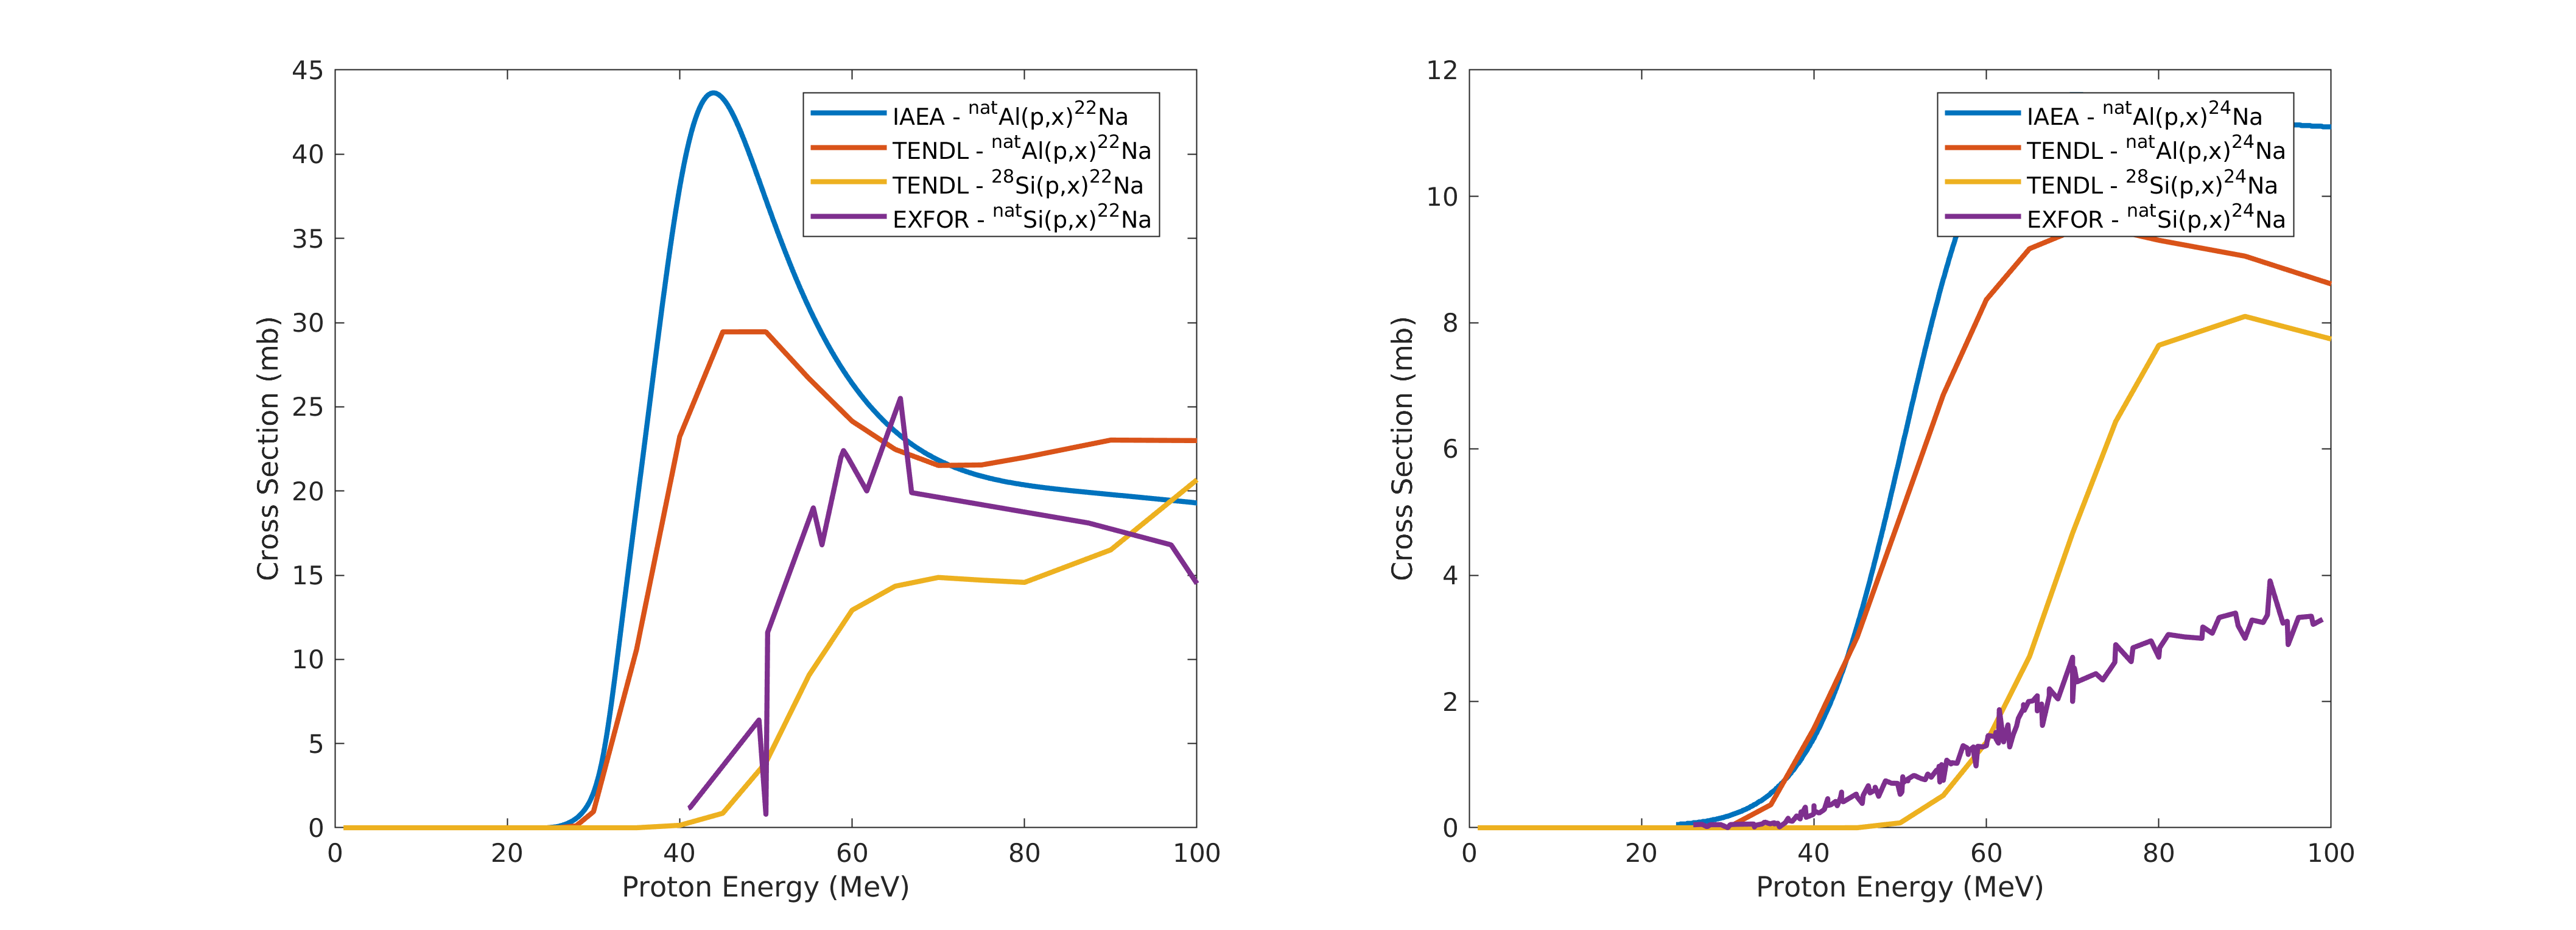 45
40
35
30
25
20
15
10
5
0
Cross Section (mb)
IAEA - ⁿᵃᵗAl(p,x)²²Na
TENDL - ⁿᵃᵗAl(p,x)²²Na
TENDL - ²⁸Si(p,x)²²Na
EXFOR - ⁿᵃᵗSi(p,x)²²Na
0 20 40 60 80 100
Proton Energy (MeV)
12
10
8
6
4
2
0
Cross Section (mb)
IAEA - ⁿᵃᵗAl(p,x)²⁴Na
TENDL - ⁿᵃᵗAl(p,x)²⁴Na
TENDL - ²⁸Si(p,x)²⁴Na
EXFOR - ⁿᵃᵗSi(p,x)²⁴Na
0 20 40 60 80 100
Proton Energy (MeV)